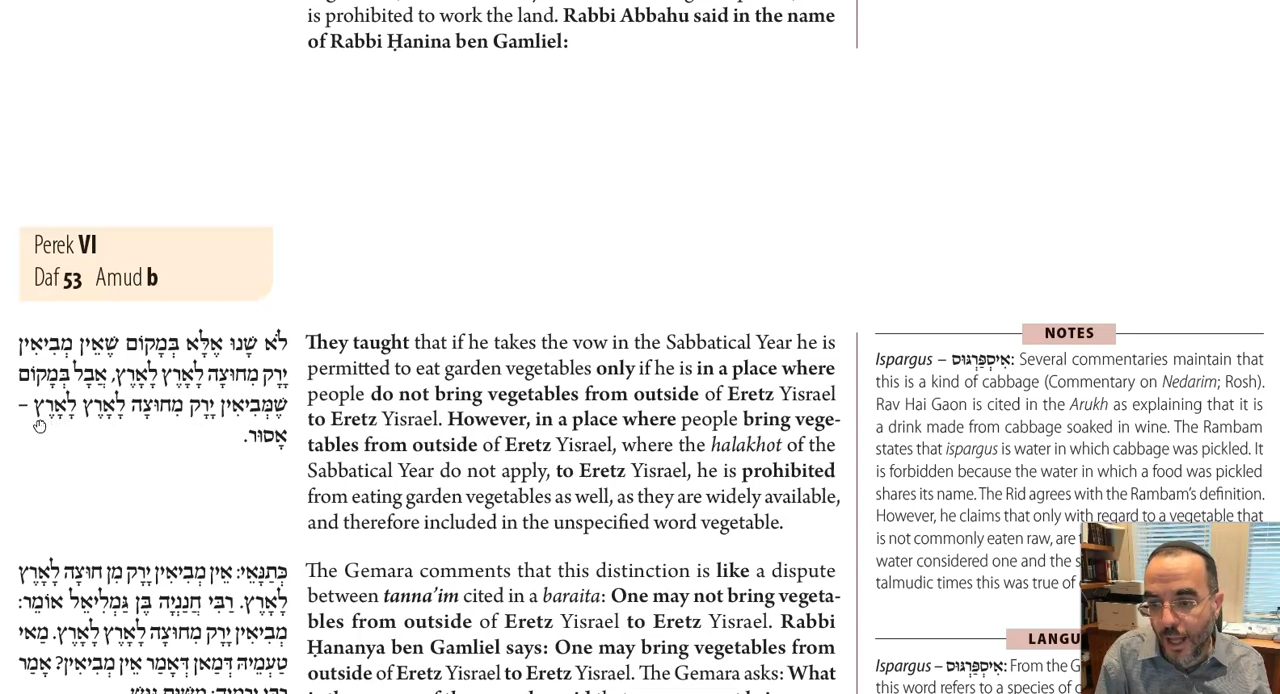 is prohibited to work the land. Rabbi Abbahu said in the name
of Rabbi Ḥanina ben Gamliel:
Perek VI
Daf 53 Amud b
לֹא שָׁנוּ אֶלָּא בְּמָקוֹם שֶׁאֵין מְבִיאִין
יָרָק מִחוּצָה לָאָרֶץ לָאָרֶץ, אֲבָל בְּמָקוֹם
שֶׁמְּבִיאִין יָרָק מִחוּצָה לָאָרֶץ לָאָרֶץ –
אָסוּר.
כְּתַנָּאֵי: אֵין מְבִיאִין יָרָק מִן חוּצָה לָאָרֶץ
לָאָרֶץ. רַבִּי חֲנַנְיָה בֶּן גַּמְלִיאֵל אוֹמֵר:
מְבִיאִין יָרָק מִחוּצָה לָאָרֶץ לָאָרֶץ. מַאי
טַעְמֵיהּ דְּמַאן דְּאָמַר אֵין מְבִיאִין? אָמַר
They taught that if he takes the vow in the Sabbatical Year he is
permitted to eat garden vegetables only if he is in a place where
people do not bring vegetables from outside of Eretz Yisrael
to Eretz Yisrael. However, in a place where people bring vege-
tables from outside of Eretz Yisrael, where the halakhot of the
Sabbatical Year do not apply, to Eretz Yisrael, he is prohibited
from eating garden vegetables as well, as they are widely available,
and therefore included in the unspecified word vegetable.
The Gemara comments that this distinction is like a dispute
between tanna'im cited in a baraita: One may not bring vegeta-
bles from outside of Eretz Yisrael to Eretz Yisrael. Rabbi
Ḥananya ben Gamliel says: One may bring vegetables from
outside of Eretz Yisrael to Eretz Yisrael. The Gemara asks: What
NOTES
Ispargus – אִיסְפַּרְגּוּס: Several commentaries maintain that
this is a kind of cabbage (Commentary on Nedarim; Rosh).
Rav Hai Gaon is cited in the Arukh as explaining that it is
a drink made from cabbage soaked in wine. The Rambam
states that ispargus is water in which cabbage was pickled. It
is forbidden because the water in which a food was pickled
shares its name. The Rid agrees with the Rambam's definition.
However, he claims that only with regard to a vegetable that
is not commonly eaten raw, are
water considered one and the
talmudic times this was true of
Ispargus – אִיסְפַּרְגּוּס: From the
this word refers to a species of